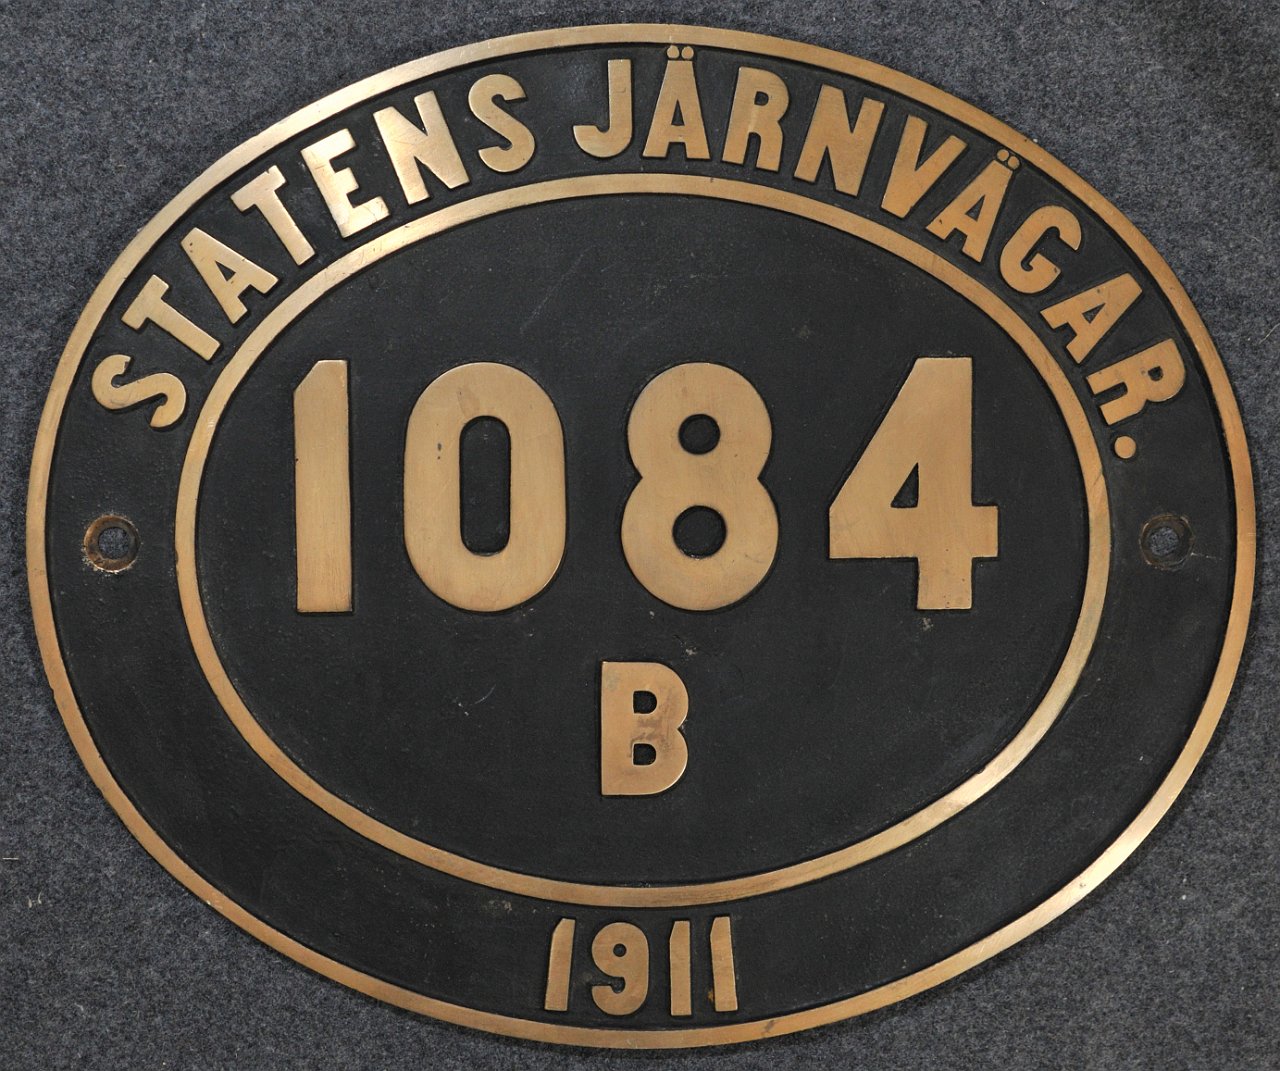 STATENS JÄRNVÄGAR.
1084
B
1911